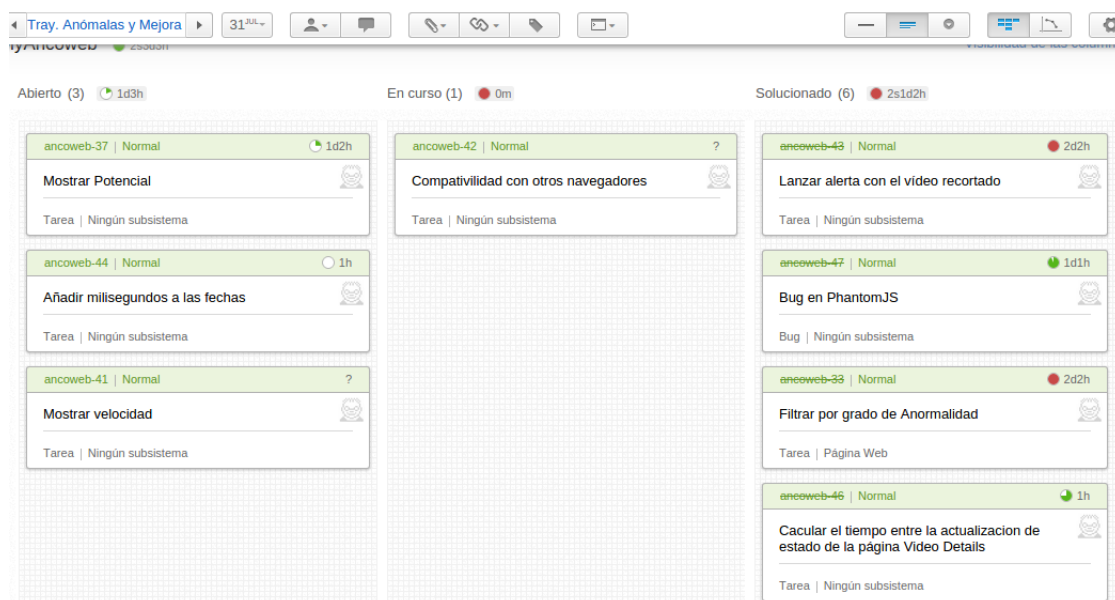 Tray. Anómalas y Mejora
31 JUL
2s3d3h
Abierto (3) 1d3h
En curso (1) 0m
Solucionado (6) 2s1d2h
ancoweb-37 | Normal 1d2h
Mostrar Potencial
Tarea | Ningún subsistema
ancoweb-44 | Normal 1h
Añadir milisegundos a las fechas
Tarea | Ningún subsistema
ancoweb-41 | Normal ?
Mostrar velocidad
Tarea | Ningún subsistema
ancoweb-42 | Normal ?
Compativilidad con otros navegadores
Tarea | Ningún subsistema
ancoweb-43 | Normal 2d2h
Lanzar alerta con el vídeo recortado
Tarea | Ningún subsistema
ancoweb-47 | Normal 1d1h
Bug en PhantomJS
Bug | Ningún subsistema
ancoweb-33 | Normal 2d2h
Filtrar por grado de Anormalidad
Tarea | Página Web
ancoweb-46 | Normal 1h
Cacular el tiempo entre la actualizacion de
estado de la página Video Details
Tarea | Ningún subsistema